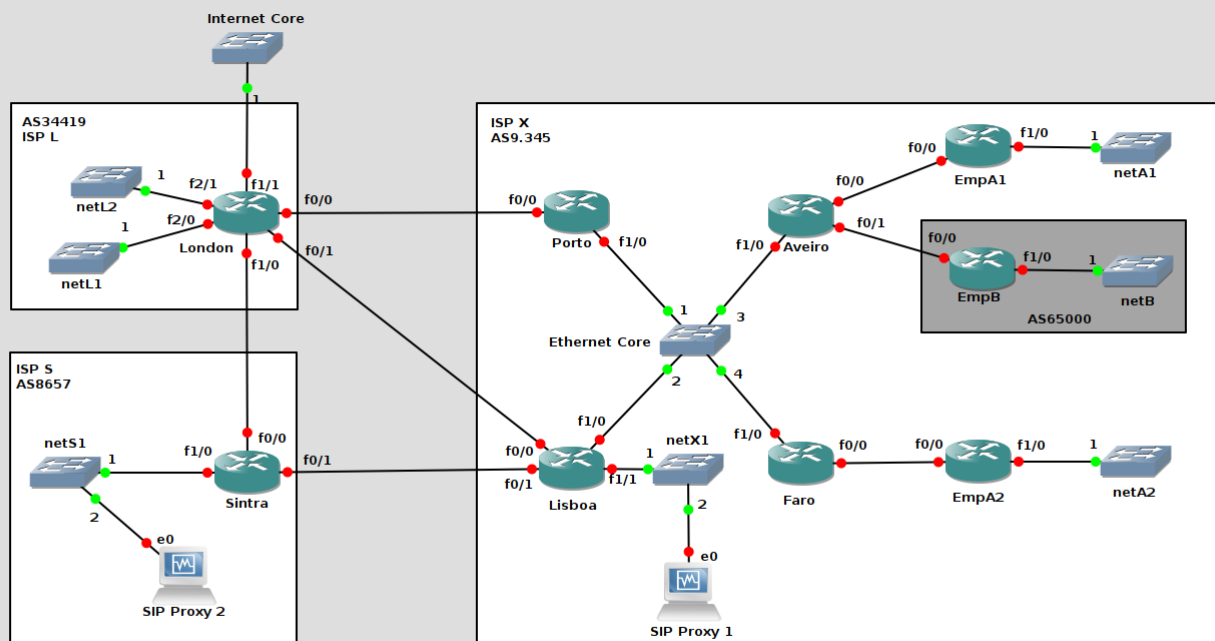 Internet Core
1
AS34419
ISP L
netL2
1
f2/1
f1/1
f0/0
netL1
1
f2/0
London
f0/1
f1/0
ISP S
AS8657
netS1
1
2
f1/0
f0/0
f0/1
Sintra
e0
SIP Proxy 2
ISP X
AS9.345
f0/0
Porto
f1/0
1
Ethernet Core
2
3
4
f1/0
f0/0
f0/1
Lisboa
f1/1
netX1
1
2
e0
SIP Proxy 1
f0/0
f0/1
f1/0
Aveiro
f0/0
f1/0
EmpA1
1
netA1
f0/0
f1/0
EmpB
1
netB
AS65000
f1/0
f0/0
Faro
f0/0
f1/0
EmpA2
1
netA2